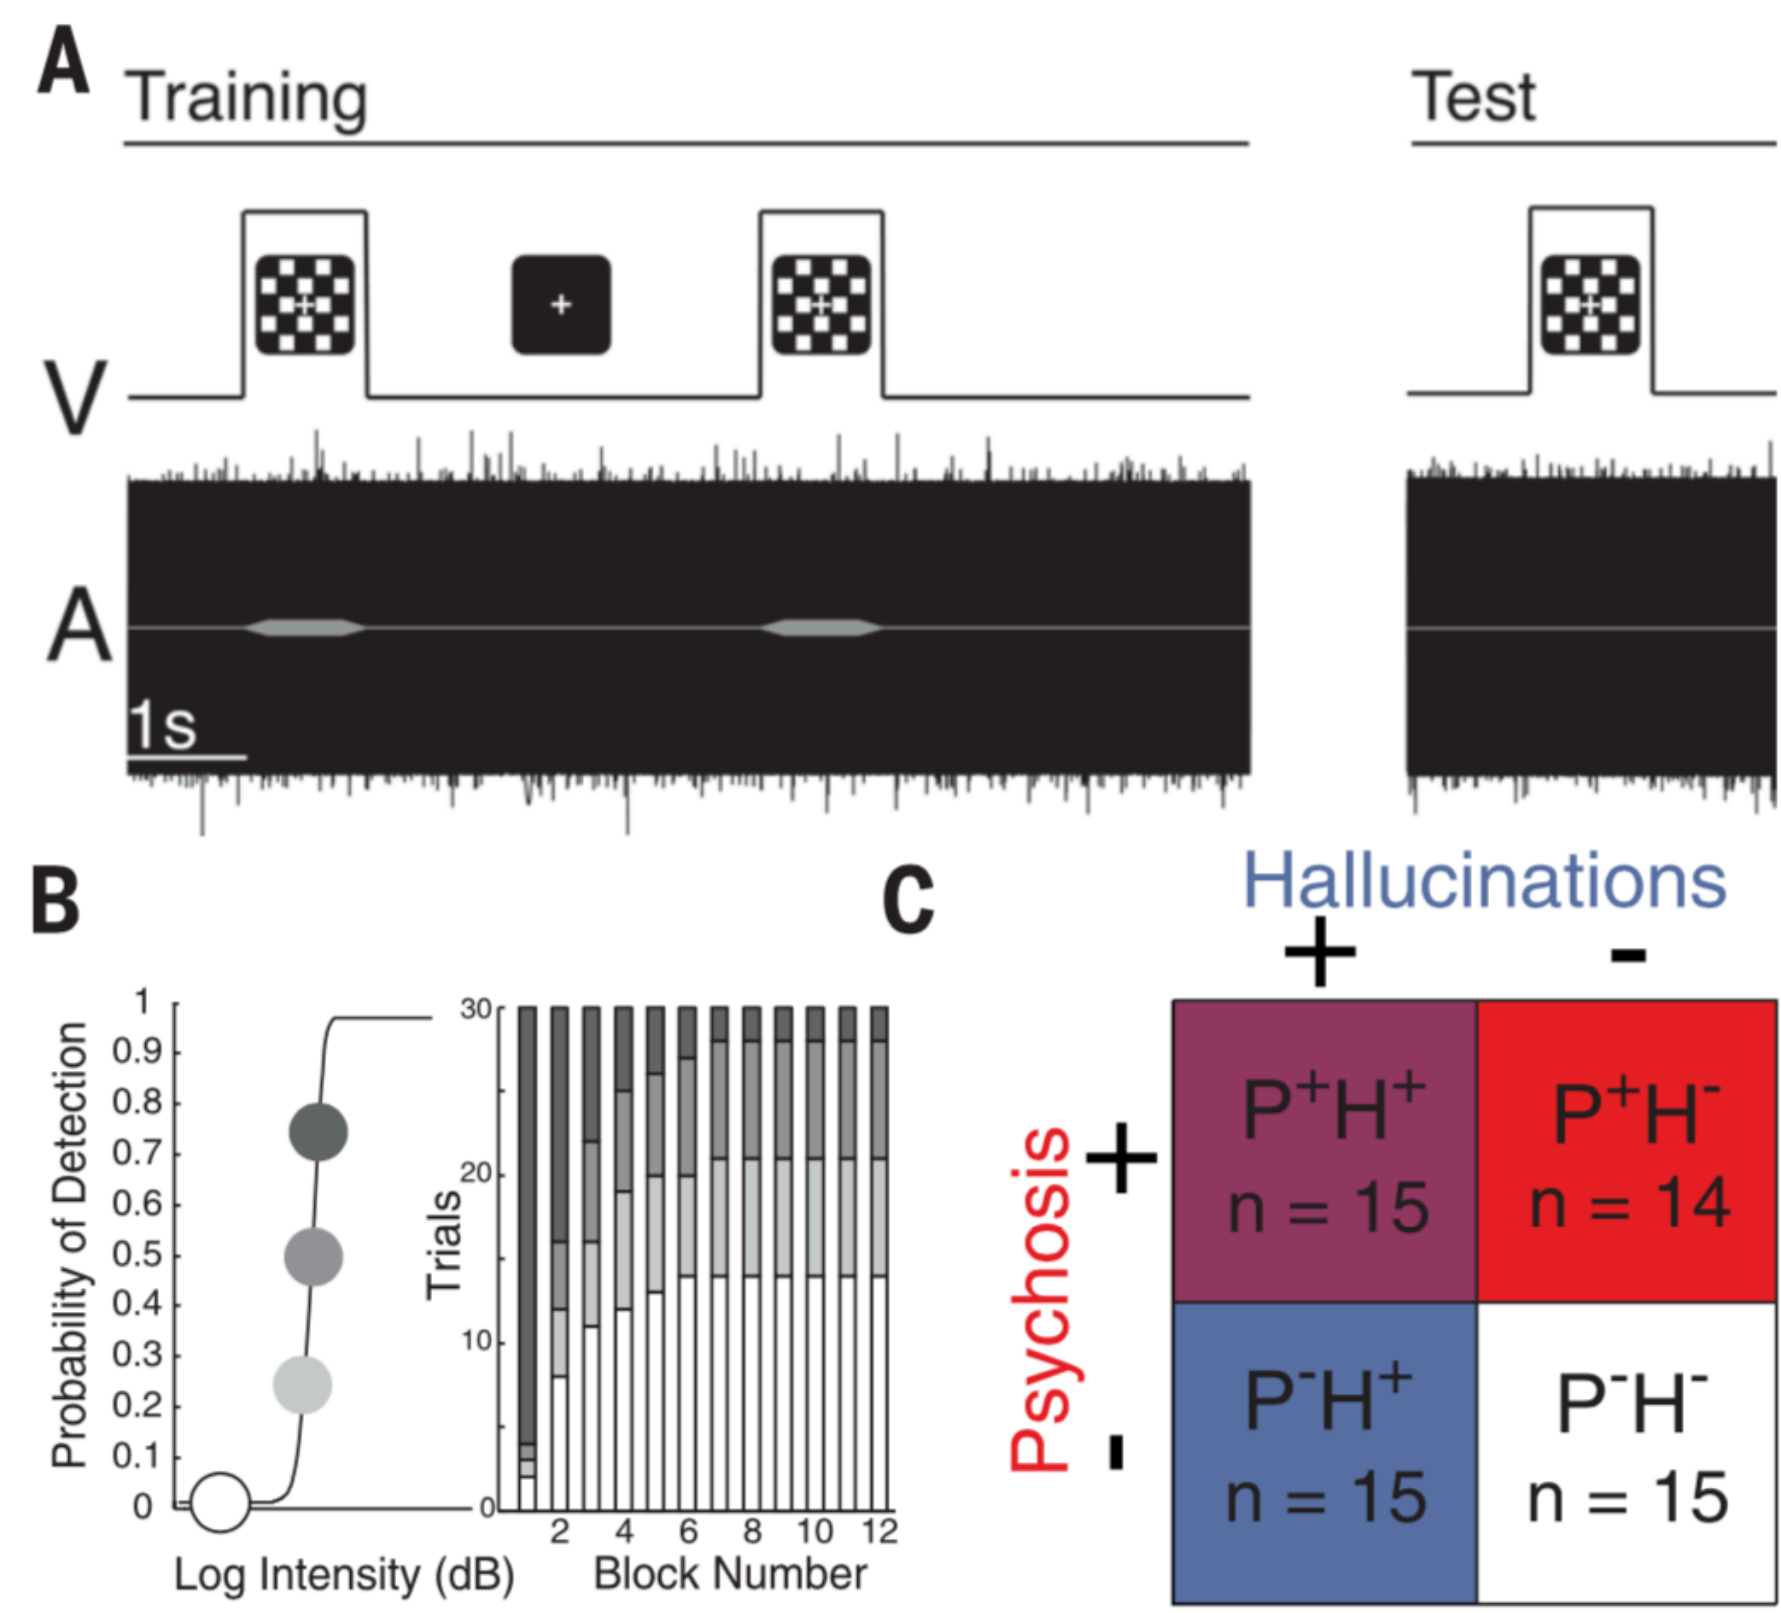 A
Training
Test
V
A
1s
B
Probability of Detection
1
0.9
0.8
0.7
0.6
0.5
0.4
0.3
0.2
0.1
0
Log Intensity (dB)
Trials
30
20
10
0
2 4 6 8 10 12
Block Number
C
Hallucinations
+ -
Psychosis
+
-
P+H+
n = 15
P+H-
n = 14
P-H+
n = 15
P-H-
n = 15